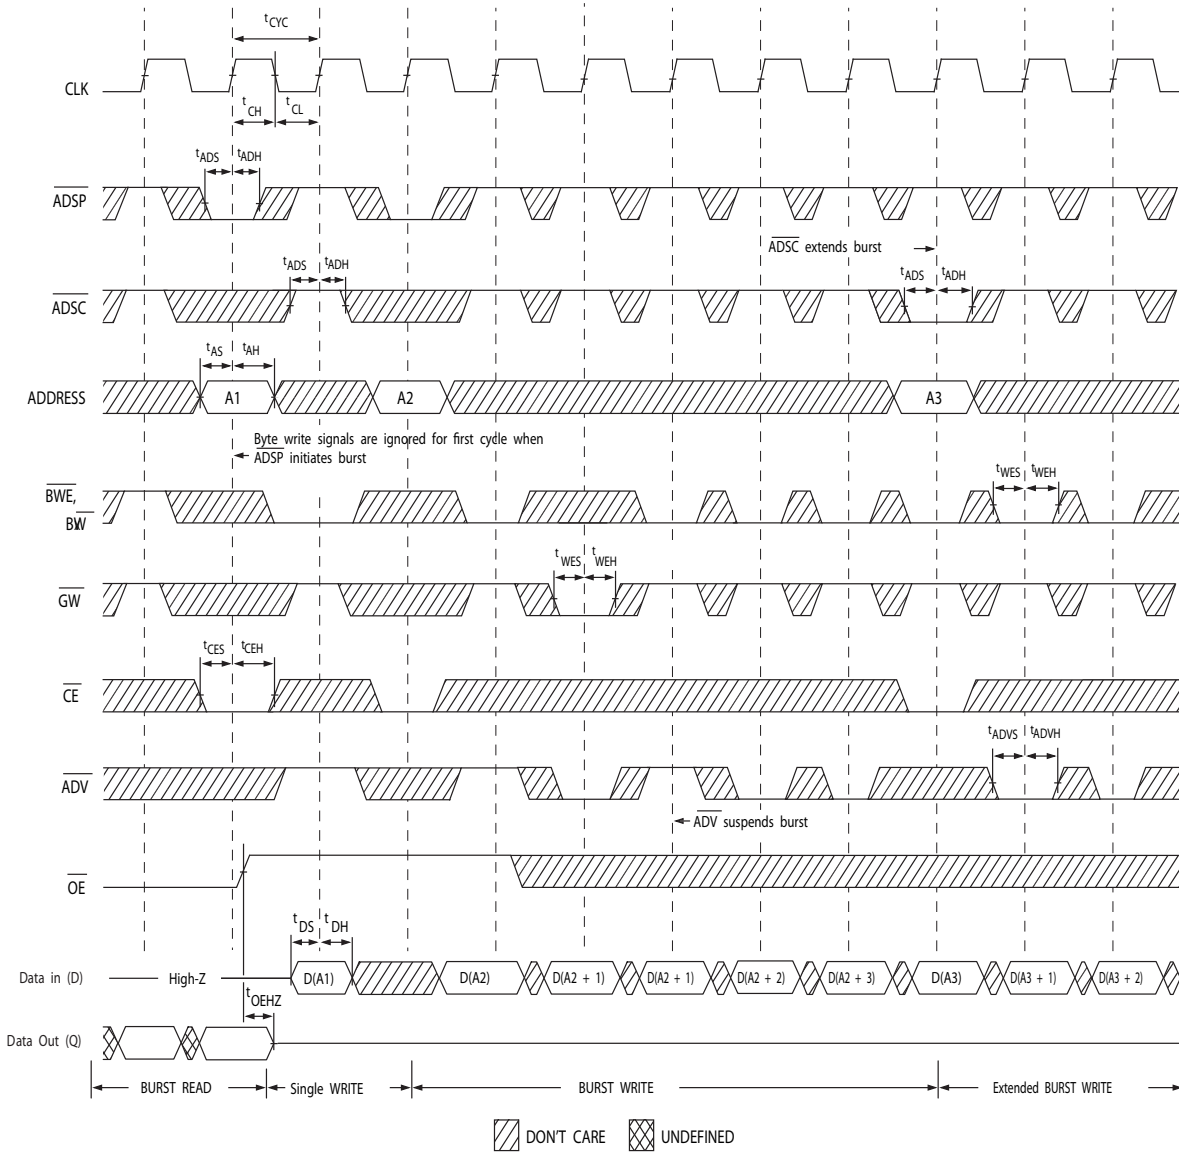 tCYC
CLK
tCH
tCL
tADS
tADH
ADSP
ADSC extends burst
tADS
tADH
tADS
tADH
ADSC
tAS
tAH
ADDRESS
A1
A2
A3
Byte write signals are ignored for first cycle when
ADSP initiates burst
tWES
tWEH
BWE,
BWX
tWES
tWEH
GW
tCES
tCEH
CE
tADVS
tADVH
ADV
ADV suspends burst
OE
tDS
tDH
Data in (D)
High-Z
D(A1)
D(A2)
D(A2 + 1)
D(A2 + 1)
D(A2 + 2)
D(A2 + 3)
D(A3)
D(A3 + 1)
D(A3 + 2)
tOEHZ
Data Out (Q)
BURST READ
Single WRITE
BURST WRITE
Extended BURST WRITE
DON'T CARE
UNDEFINED